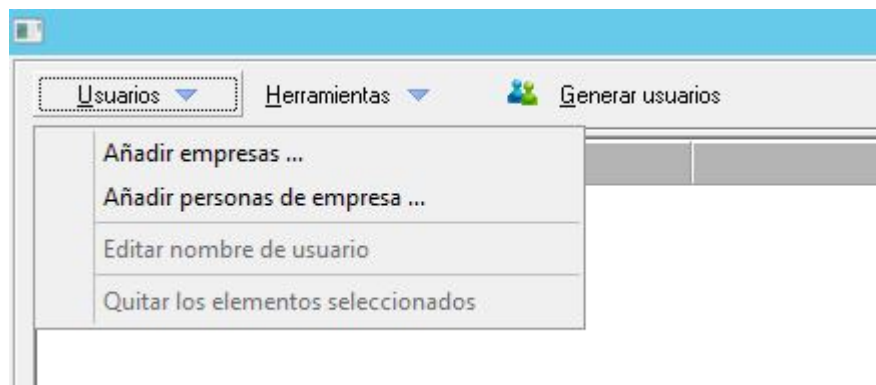 Usuarios Herramientas Generar usuarios
Añadir empresas ...
Añadir personas de empresa ...
Editar nombre de usuario
Quitar los elementos seleccionados